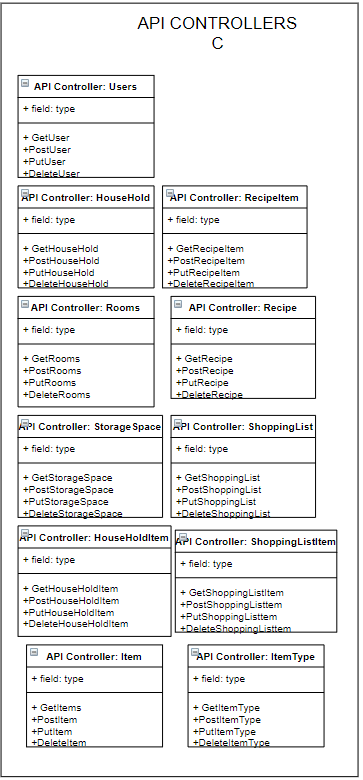 API CONTROLLERS
C
API Controller: Users
+ field: type
+ GetUser
+PostUser
+PutUser
+DeleteUser
API Controller: HouseHold
+ field: type
+ GetHouseHold
+PostHouseHold
+PutHouseHold
+DeleteHouseHold
API Controller: RecipeItem
+ field: type
+ GetRecipeItem
+PostRecipeItem
+PutRecipeItem
+DeleteRecipeItem
API Controller: Rooms
+ field: type
+ GetRooms
+PostRooms
+PutRooms
+DeleteRooms
API Controller: Recipe
+ field: type
+ GetRecipe
+PostRecipe
+PutRecipe
+DeleteRecipe
API Controller: StorageSpace
+ field: type
+ GetStorageSpace
+PostStorageSpace
+PutStorageSpace
+DeleteStorageSpace
API Controller: ShoppingList
+ field: type
+ GetShoppingList
+PostShoppingList
+PutShoppingList
+DeleteShoppingList
API Controller: HouseHoldItem
+ field: type
+ GetHouseHoldItem
+PostHouseHoldItem
+PutHouseHoldItem
+DeleteHouseHoldItem
API Controller: ShoppingListItem
+ field: type
+ GetShoppingListItem
+PostShoppingListtem
+PutShoppingListtem
+DeleteShoppingListtem
API Controller: Item
+ field: type
+ GetItems
+PostItem
+PutItem
+DeleteItem
API Controller: ItemType
+ field: type
+ GetItemType
+PostItemType
+PutItemType
+DeleteItemType